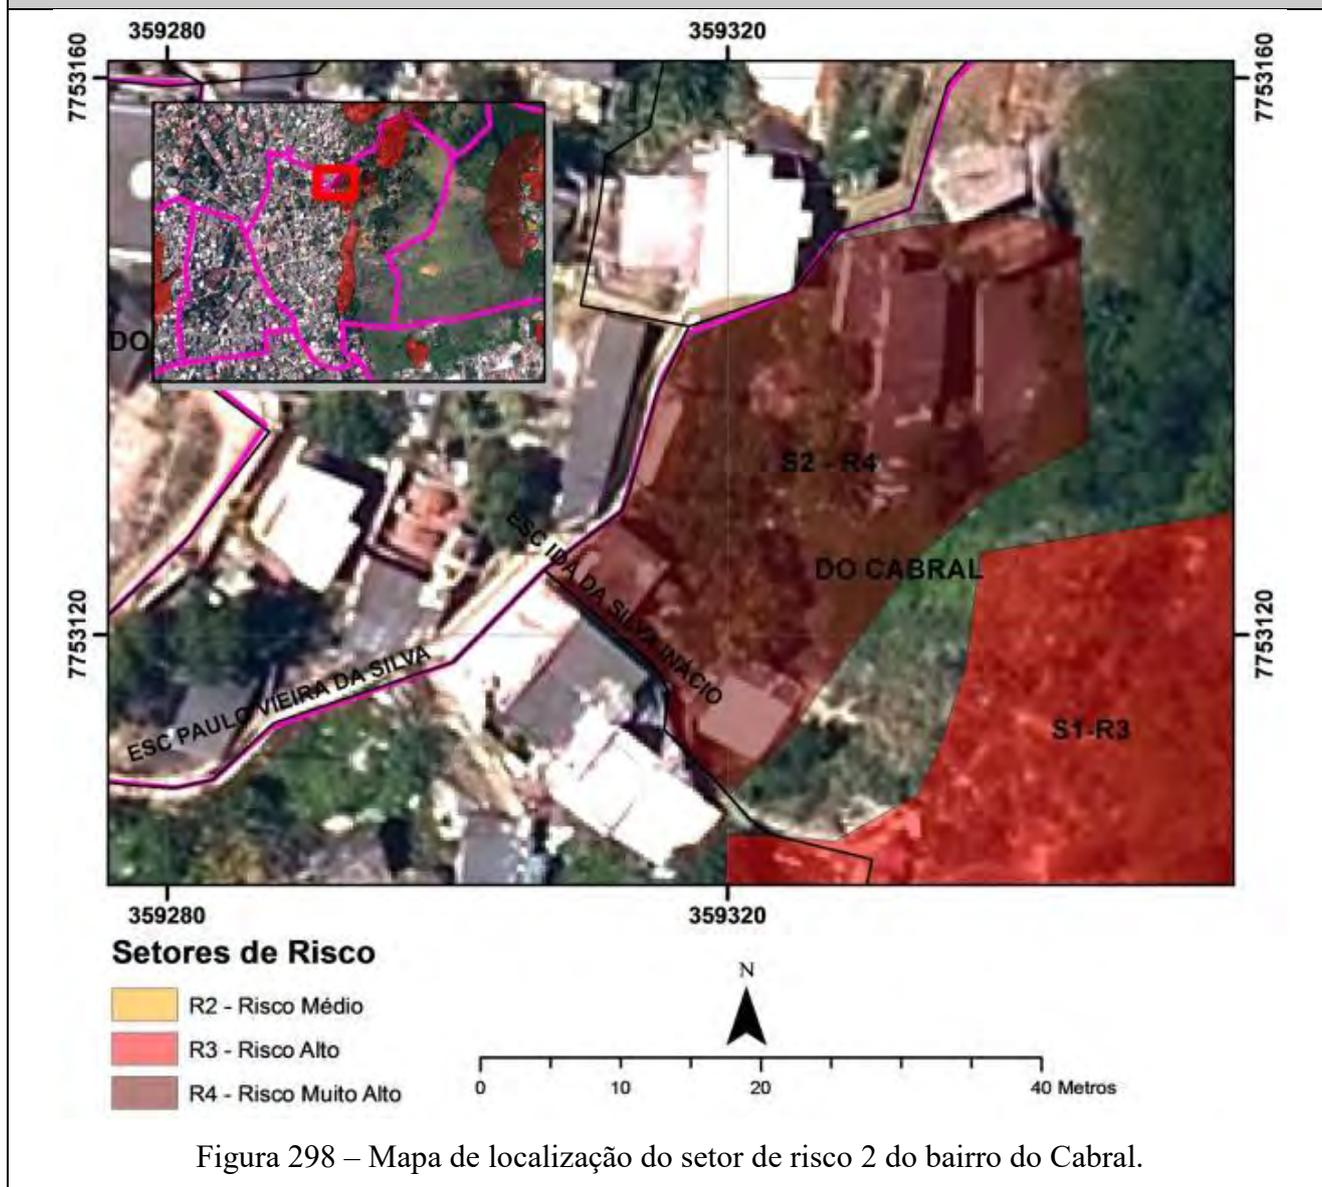 359280 359320
7753160 7753160
DO
S2 - R4
ESC IDA DA SILVA INÁCIO
DO CABRAL
7753120 7753120
ESC PAULO VIEIRA DA SILVA
S1-R3
359280 359320
Setores de Risco
R2 - Risco Médio
R3 - Risco Alto
R4 - Risco Muito Alto
N
0 10 20 40 Metros
Figura 298 – Mapa de localização do setor de risco 2 do bairro do Cabral.